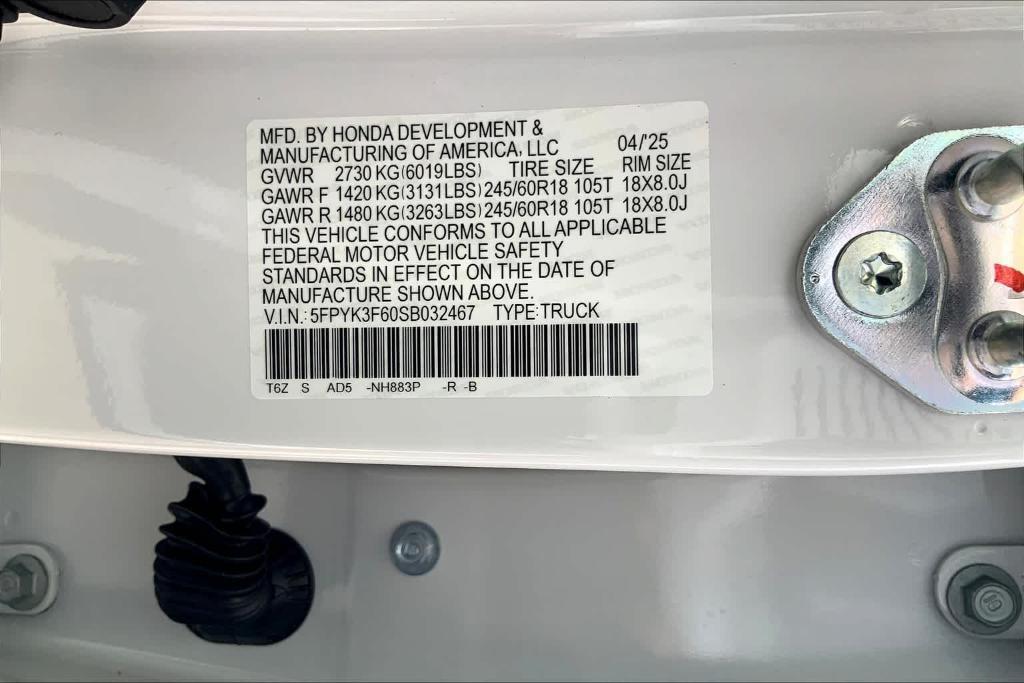 MFD. BY HONDA DEVELOPMENT &
MANUFACTURING OF AMERICA, LLC 04/'25
GVWR 2730 KG(6019LBS) TIRE SIZE RIM SIZE
GAWR F 1420 KG(3131LBS) 245/60R18 105T 18X8.0J
GAWR R 1480 KG(3263LBS) 245/60R18 105T 18X8.0J
THIS VEHICLE CONFORMS TO ALL APPLICABLE
FEDERAL MOTOR VEHICLE SAFETY
STANDARDS IN EFFECT ON THE DATE OF
MANUFACTURE SHOWN ABOVE.
V.I.N.: 5FPYK3F60SB032467 TYPE: TRUCK
T6Z S AD5 -NH883P -R -B